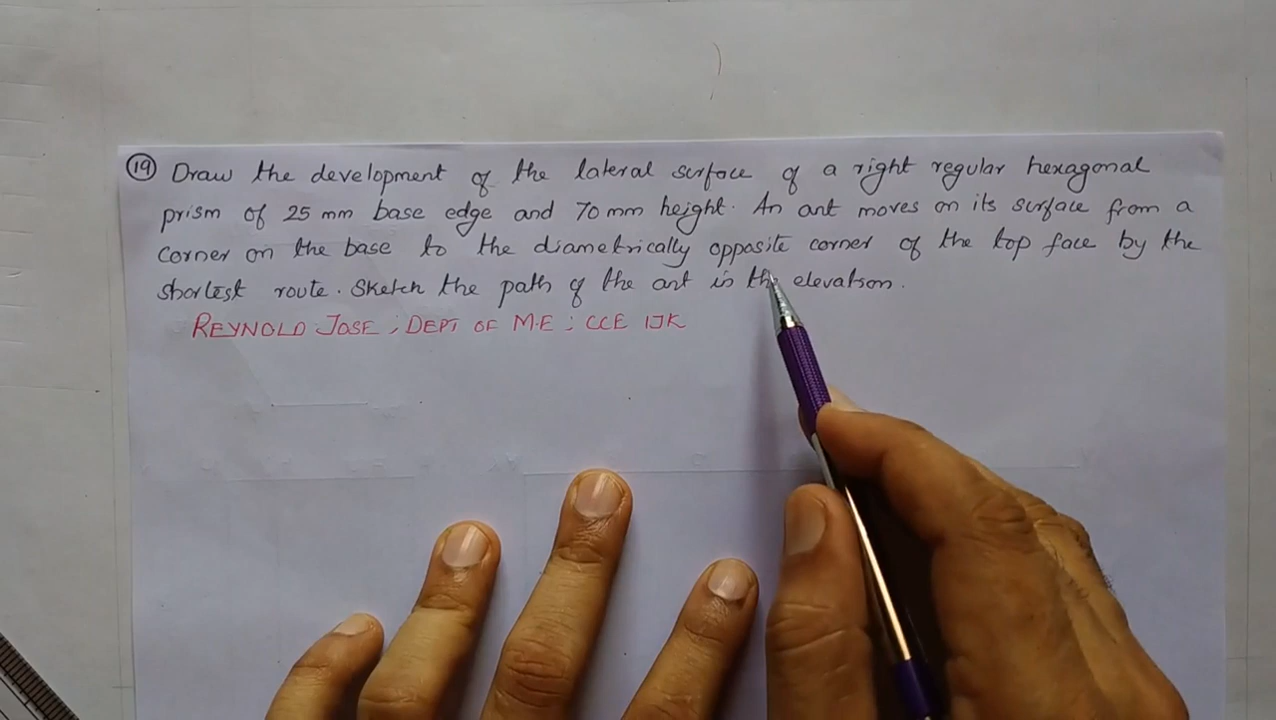 19 Draw the development of the lateral surface of a right regular hexagonal
prism of 25 mm base edge and 70 mm height. An ant moves on its surface from a
corner on the base to the diametrically opposite corner of the top face by the
shortest route. Sketch the path of the ant in the elevation.
REYNOLD JOSE ; DEPT OF M.E ; CCE IJK